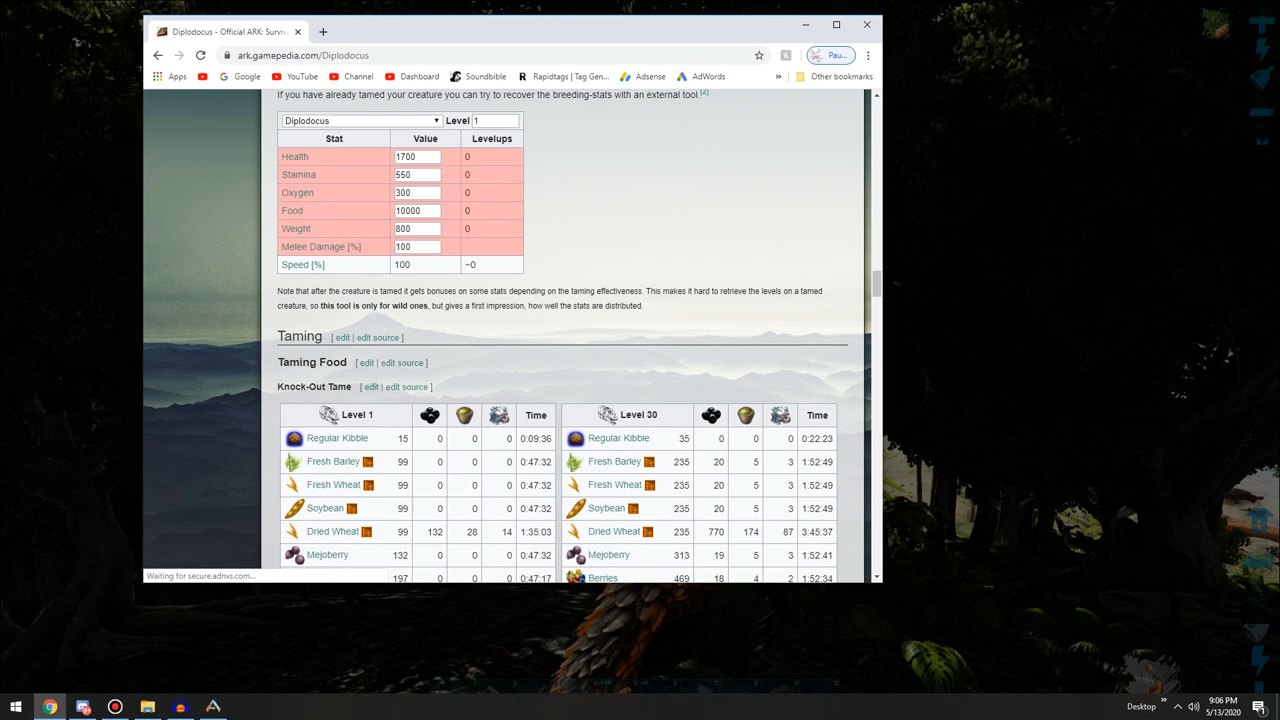 Diplodocus - Official ARK: Surviv
ark.gamepedia.com/Diplodocus
Pau...
Apps Google YouTube Channel Dashboard Soundbible Rapidtags | Tag Gen... Adsense AdWords » Other bookmarks
If you have already tamed your creature you can try to recover the breeding-stats with an external tool.[2]
Diplodocus Level 1
Stat Value Levelups
Health 1700 0
Stamina 550 0
Oxygen 300 0
Food 10000 0
Weight 800 0
Melee Damage [%] 100
Speed [%] 100 ~0
Note that after the creature is tamed it gets bonuses on some stats depending on the taming effectiveness. This makes it hard to retrieve the levels on a tamed
creature, so this tool is only for wild ones, but gives a first impression, how well the stats are distributed.
Taming [ edit | edit source ]
Taming Food [ edit | edit source ]
Knock-Out Tame [ edit | edit source ]
Level 1 Time Level 30 Time
Regular Kibble 15 0 0 0 0:09:36 Regular Kibble 35 0 0 0 0:22:23
Fresh Barley 99 0 0 0 0:47:32 Fresh Barley 235 20 5 3 1:52:49
Fresh Wheat 99 0 0 0 0:47:32 Fresh Wheat 235 20 5 3 1:52:49
Soybean 99 0 0 0 0:47:32 Soybean 235 20 5 3 1:52:49
Dried Wheat 99 132 28 14 1:35:03 Dried Wheat 235 770 174 87 3:45:37
Mejoberry 132 0 0 0 0:47:32 Mejoberry 313 19 5 3 1:52:41
197 0 0 0 0:47:17 Berries 469 18 4 2 1:52:34
Waiting for secure.adnxs.com...
Desktop » 9:06 PM
5/13/2020